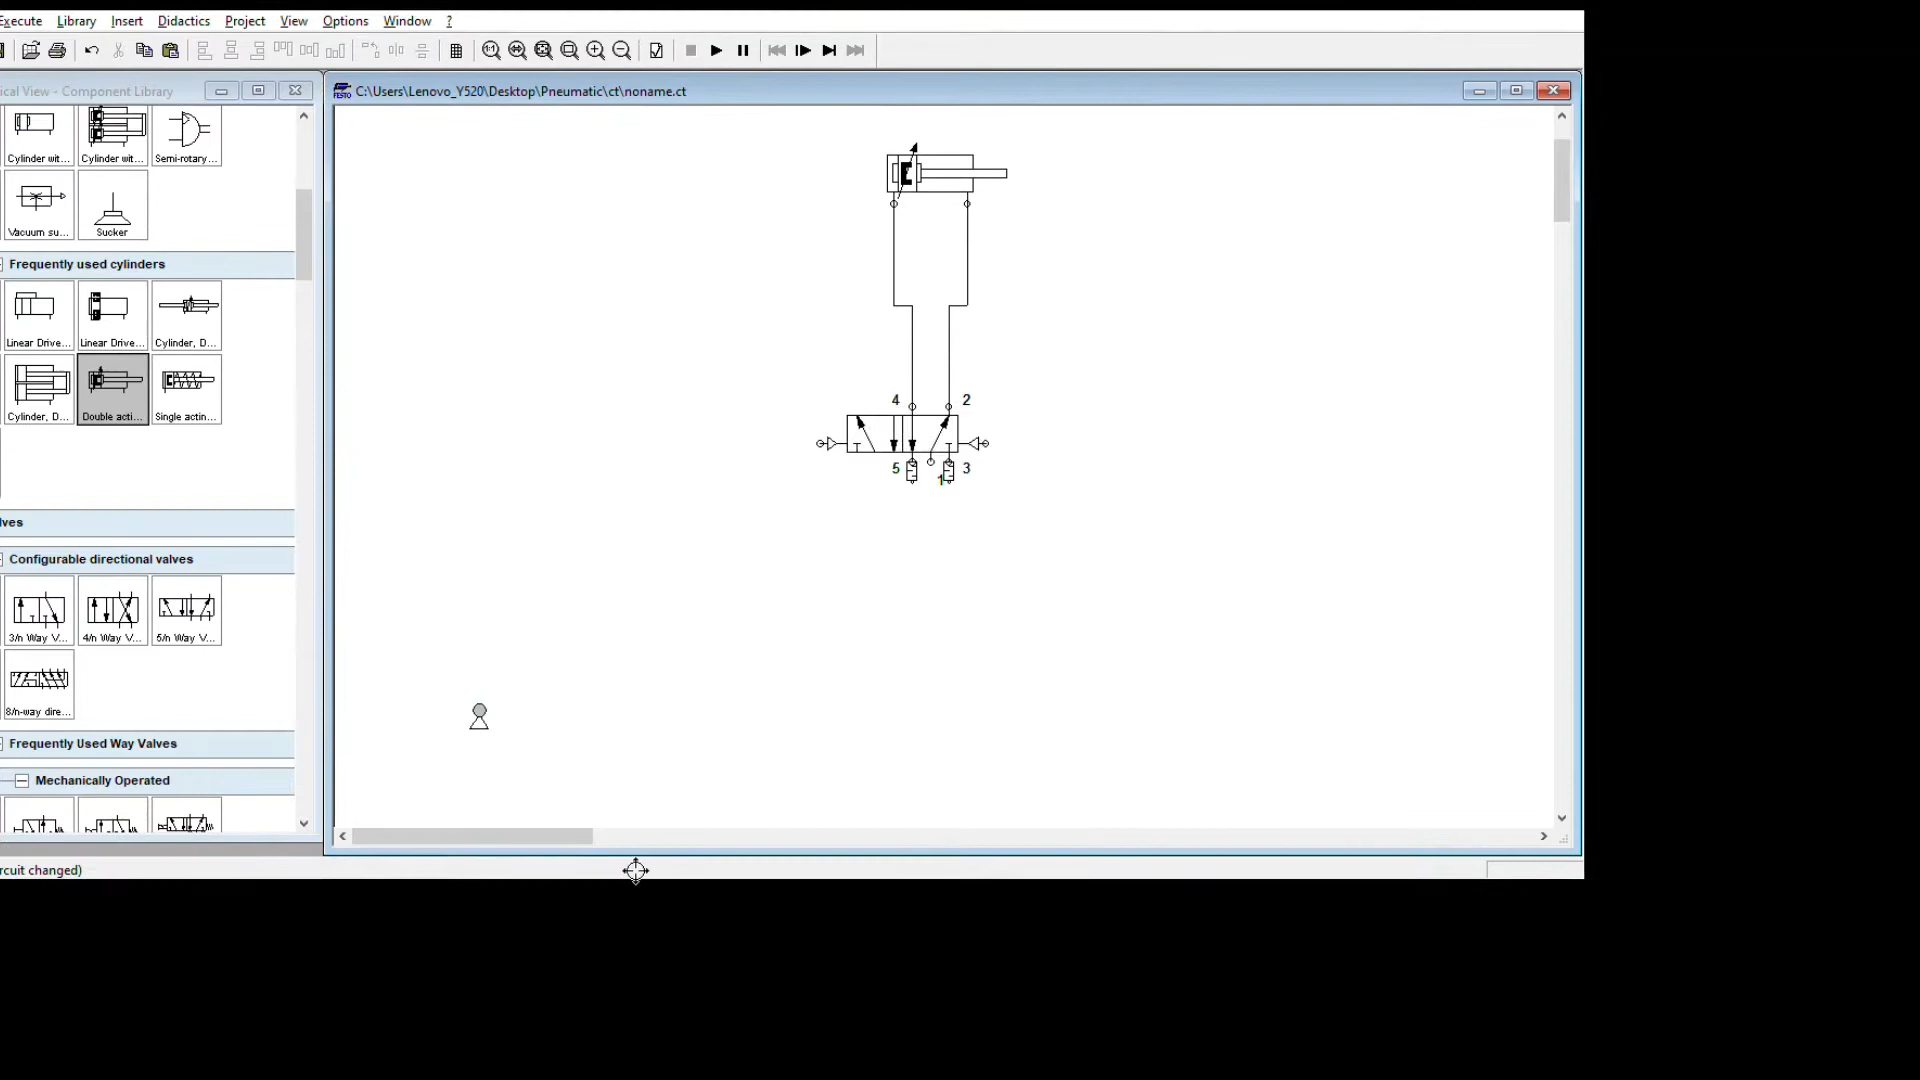 Execute Library Insert Didactics Project View Options Window ?
ical View - Component Library
C:\Users\Lenovo_Y520\Desktop\Pneumatic\ct\noname.ct
FESTO
Cylinder wit... Cylinder wit... Semi-rotary...
Vacuum su... Sucker
Frequently used cylinders
Linear Drive... Linear Drive... Cylinder, D...
Cylinder, D... Double acti... Single actin...
lves
Configurable directional valves
3/n Way V... 4/n Way V... 5/n Way V...
8/n-way dire...
Frequently Used Way Valves
Mechanically Operated
4 2
5 1 3
rcuit changed)